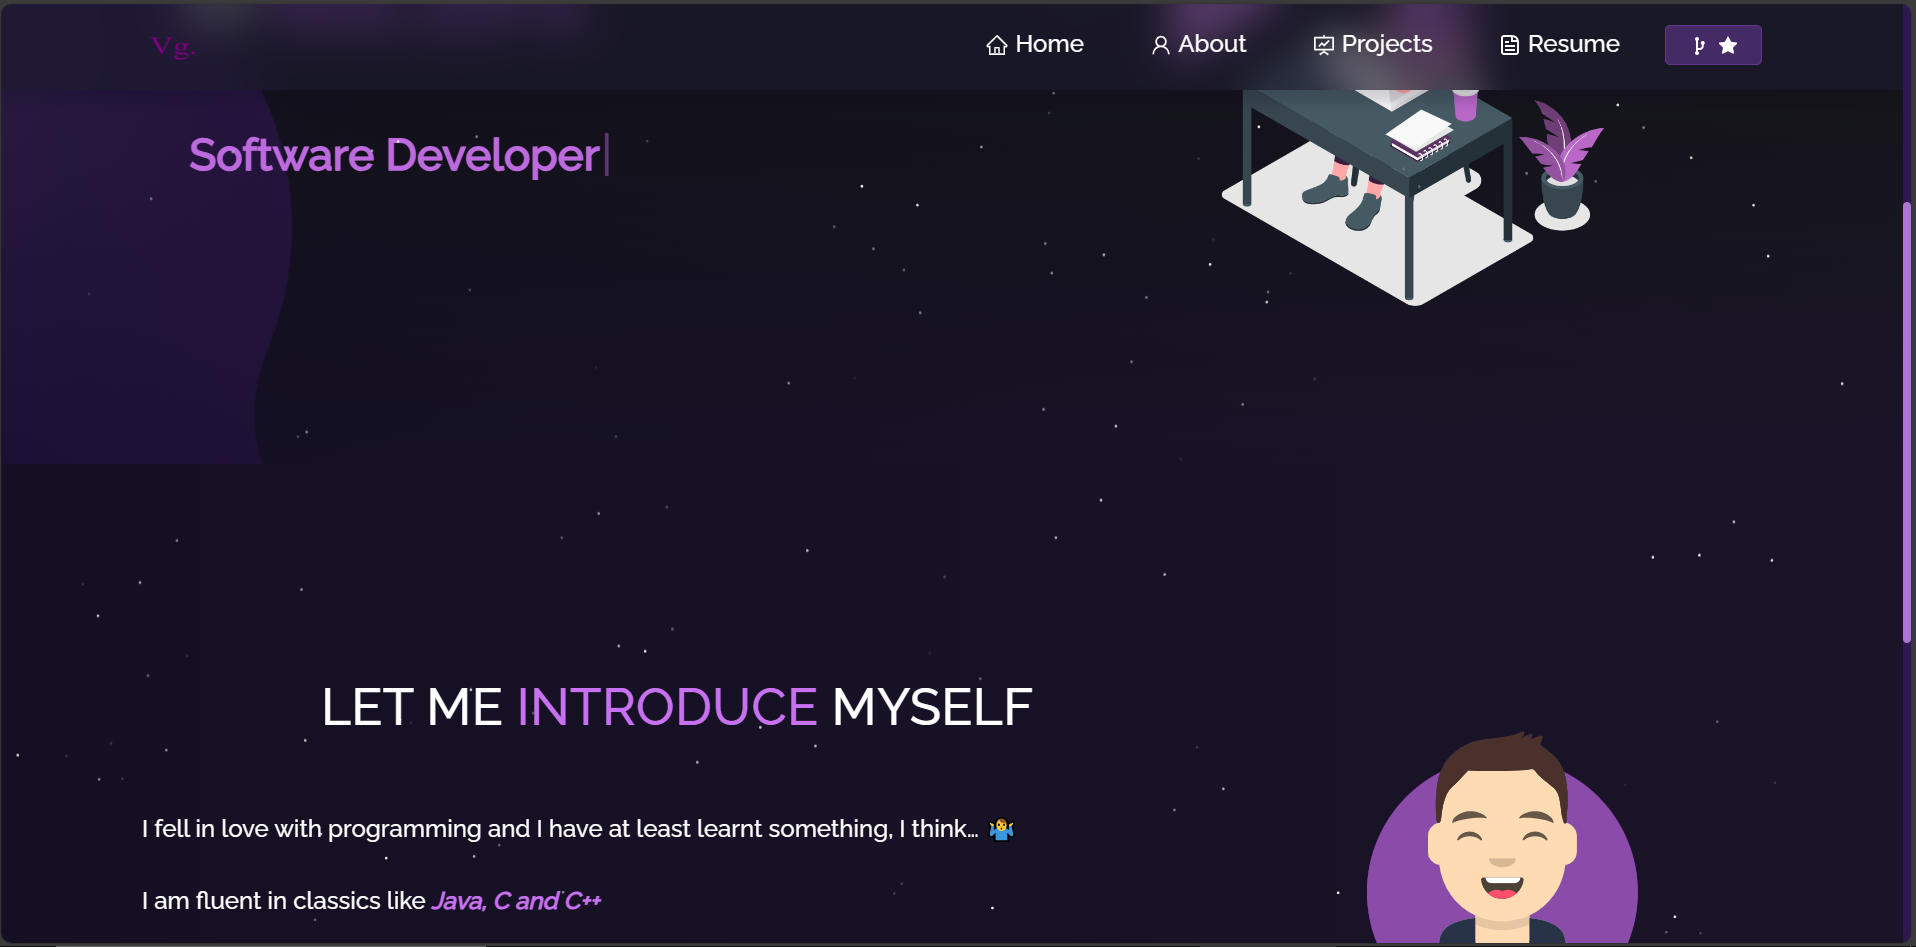 Vg.
Home About Projects Resume
Software Developer
LET ME INTRODUCE MYSELF
I fell in love with programming and I have at least learnt something, I think… 🤷‍♂️
I am fluent in classics like Java, C and C++